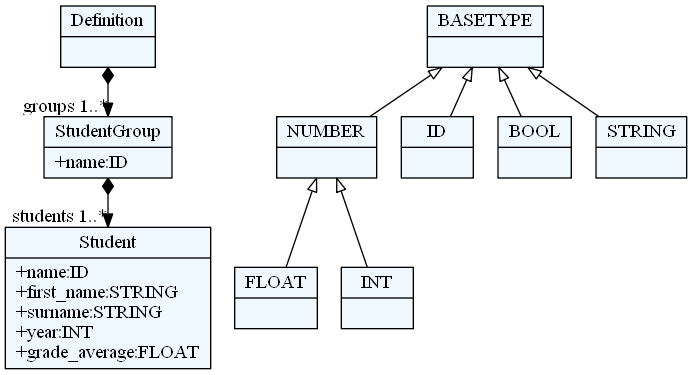 Definition
BASETYPE
groups 1..*
StudentGroup
+name:ID
NUMBER
ID
BOOL
STRING
students 1..*
Student
+name:ID
+first_name:STRING
+surname:STRING
+year:INT
+grade_average:FLOAT
FLOAT
INT